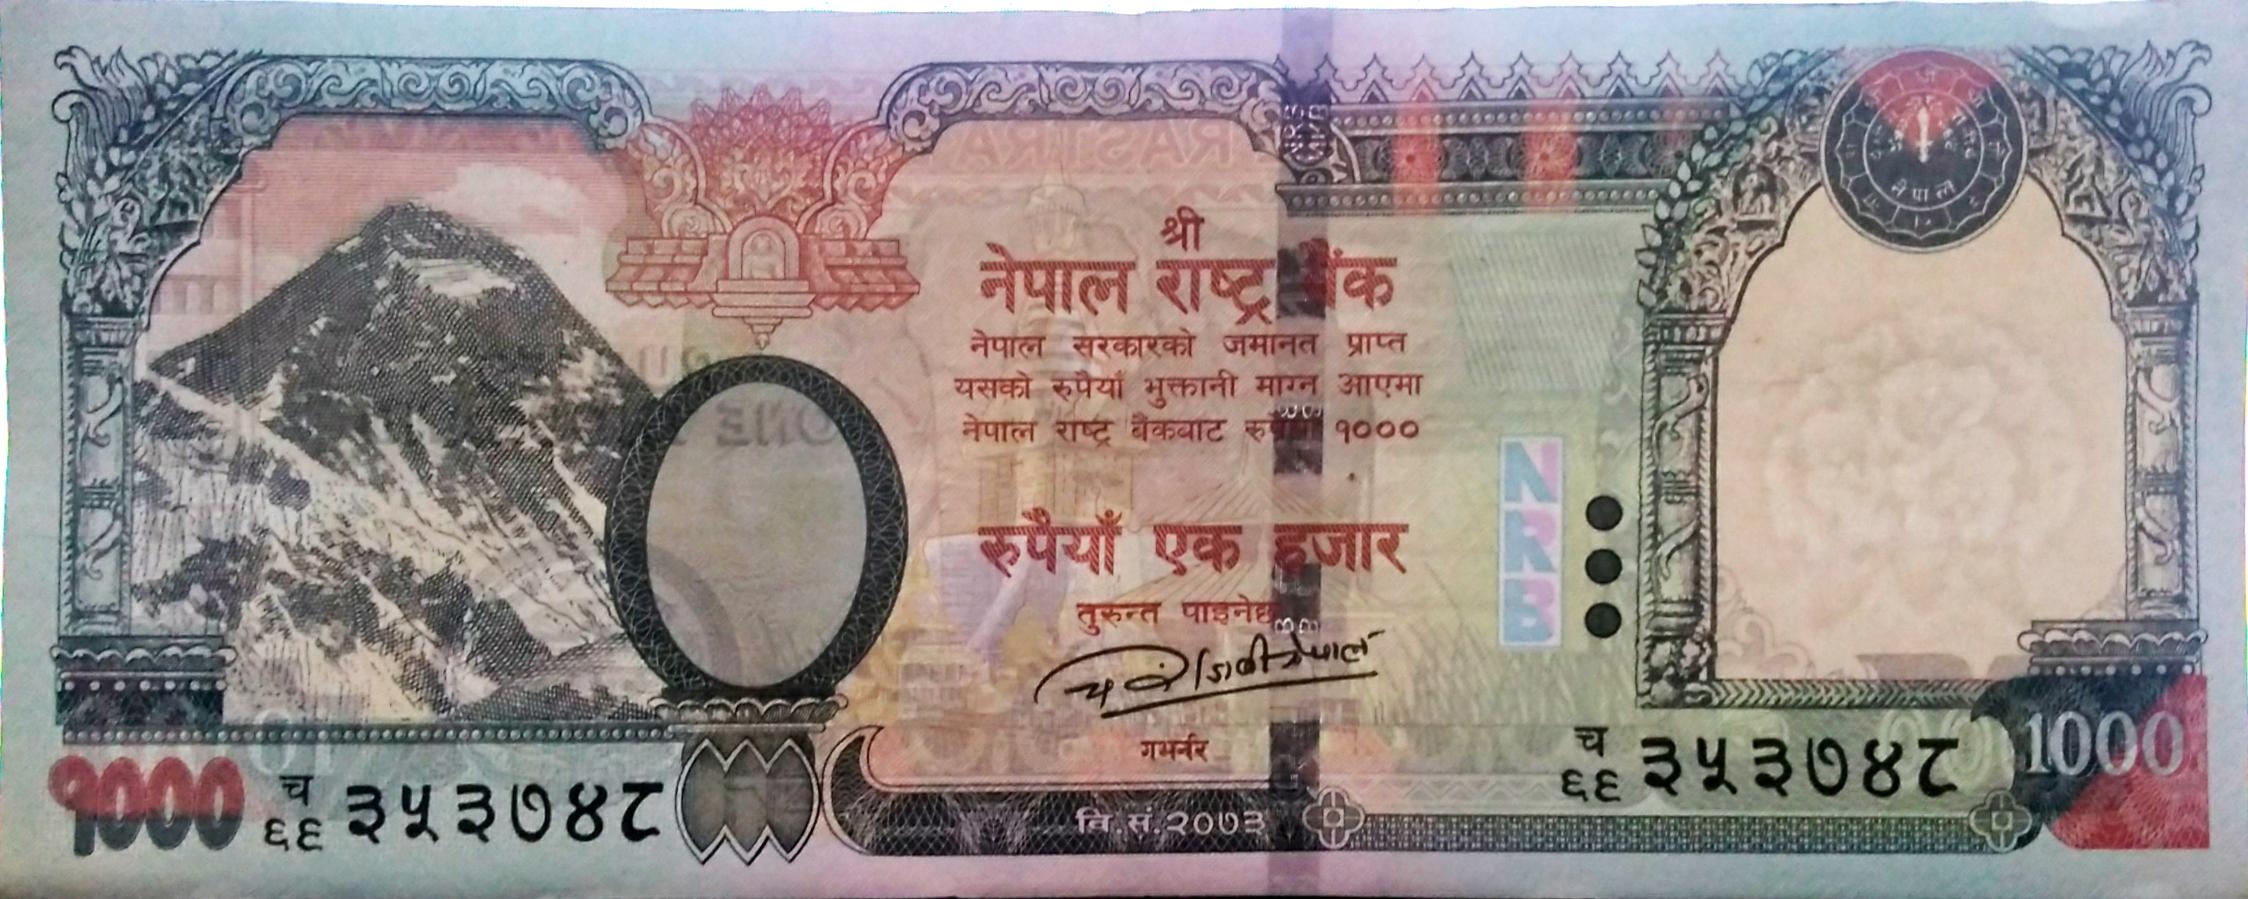 श्री
नेपाल राष्ट्र बैंक
नेपाल सरकारको जमानत प्राप्त
यसको रुपैयाँ भुक्तानी माग्न आएमा
नेपाल राष्ट्र बैंकबाट रुपैयाँ १०००
रुपैयाँ एक हजार
तुरुन्त पाइनेछ
गभर्नर
वि.सं.२०७३
१०००
च
६६ ३५३७४८
NRB
नेपाल
च
६६ ३५३७४८
1000